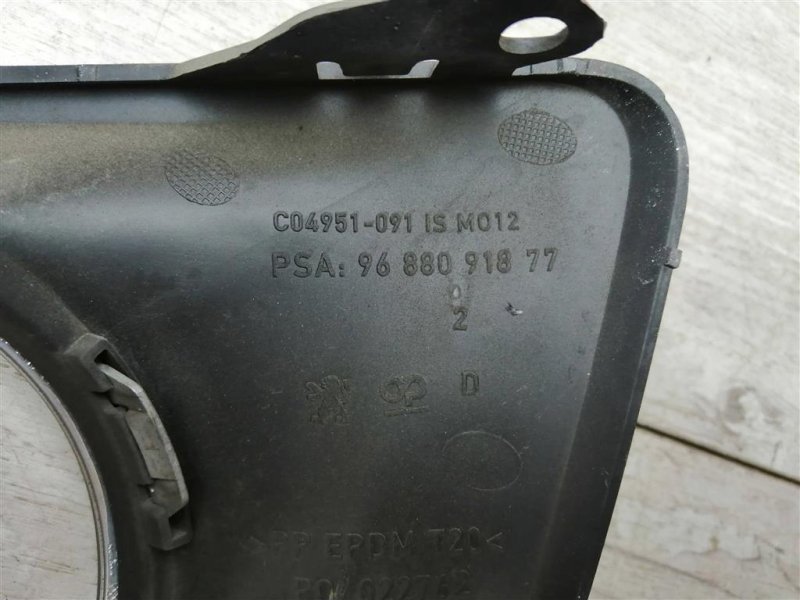 C04951-091 IS M012
PSA: 96 880 918 77
2
D
>PP EPDM T20<